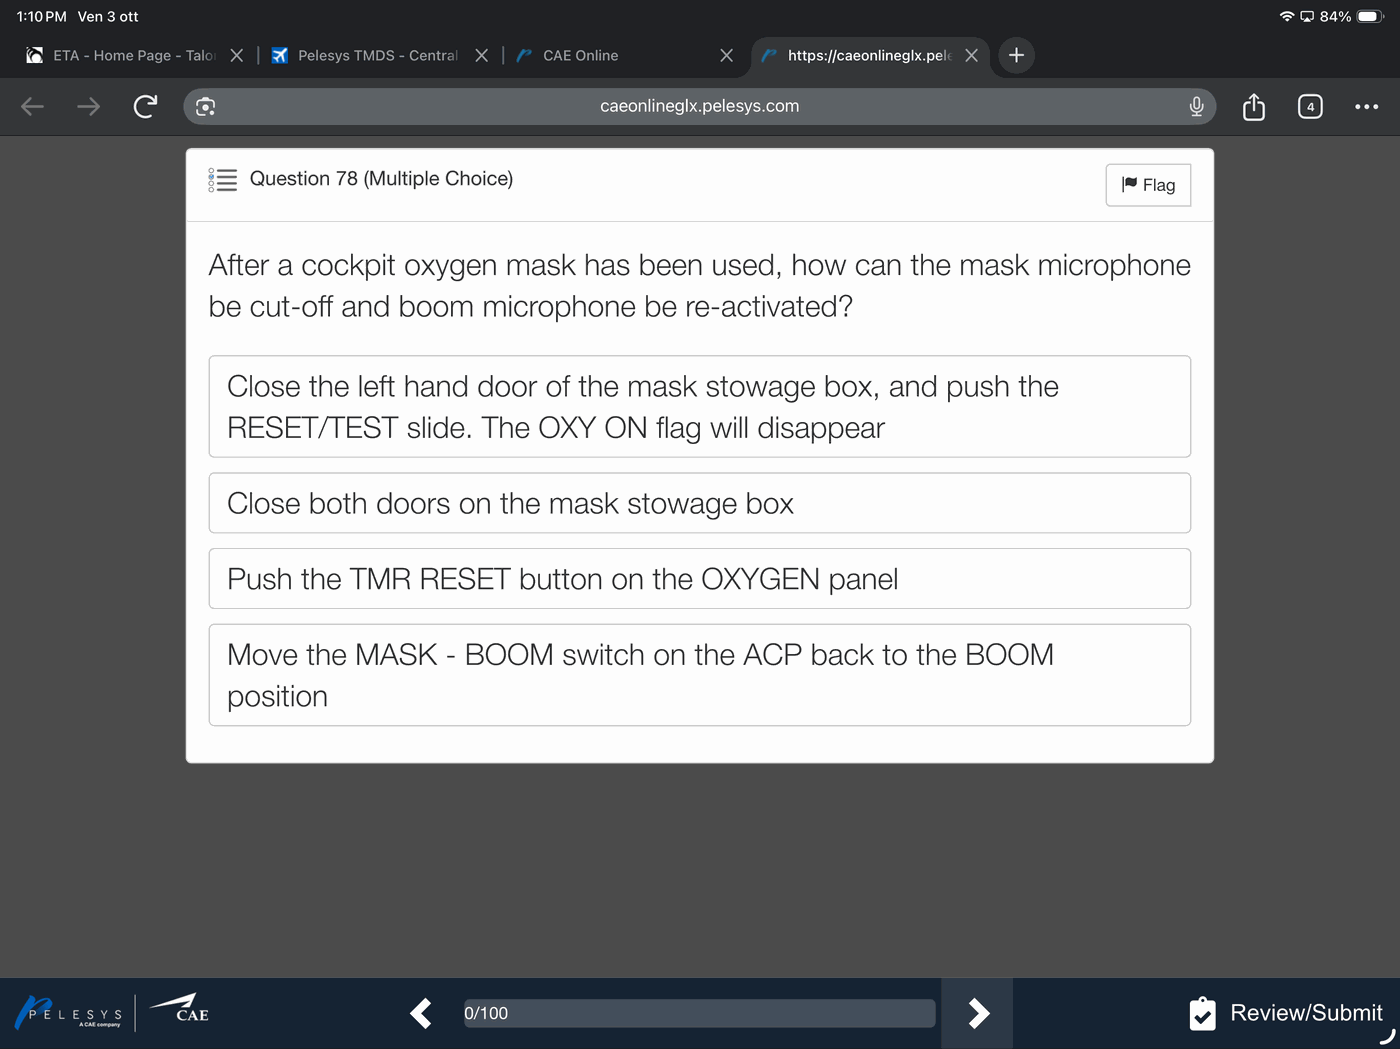 1:10 PM Ven 3 ott
84%
ETA - Home Page - Talo
Pelesys TMDS - Central
CAE Online
https://caeonlineglx.pele
caeonlineglx.pelesys.com
4
Question 78 (Multiple Choice)
Flag
After a cockpit oxygen mask has been used, how can the mask microphone
be cut-off and boom microphone be re-activated?
Close the left hand door of the mask stowage box, and push the
RESET/TEST slide. The OXY ON flag will disappear
Close both doors on the mask stowage box
Push the TMR RESET button on the OXYGEN panel
Move the MASK - BOOM switch on the ACP back to the BOOM
position
PELESYS
A CAE company
CAE
0/100
Review/Submit